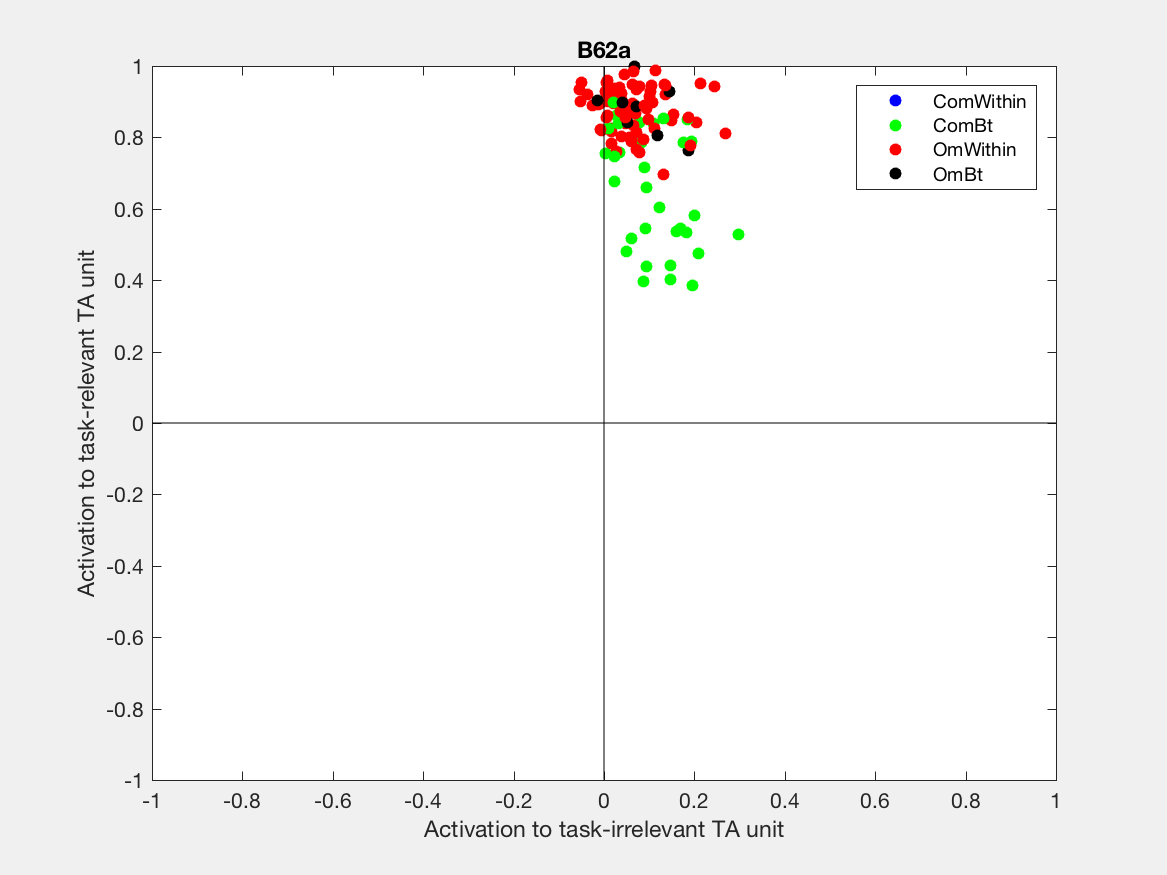 B62a
ComWithin
ComBt
OmWithin
OmBt
Activation to task-relevant TA unit
1
0.8
0.6
0.4
0.2
0
-0.2
-0.4
-0.6
-0.8
-1
-1 -0.8 -0.6 -0.4 -0.2 0 0.2 0.4 0.6 0.8 1
Activation to task-irrelevant TA unit